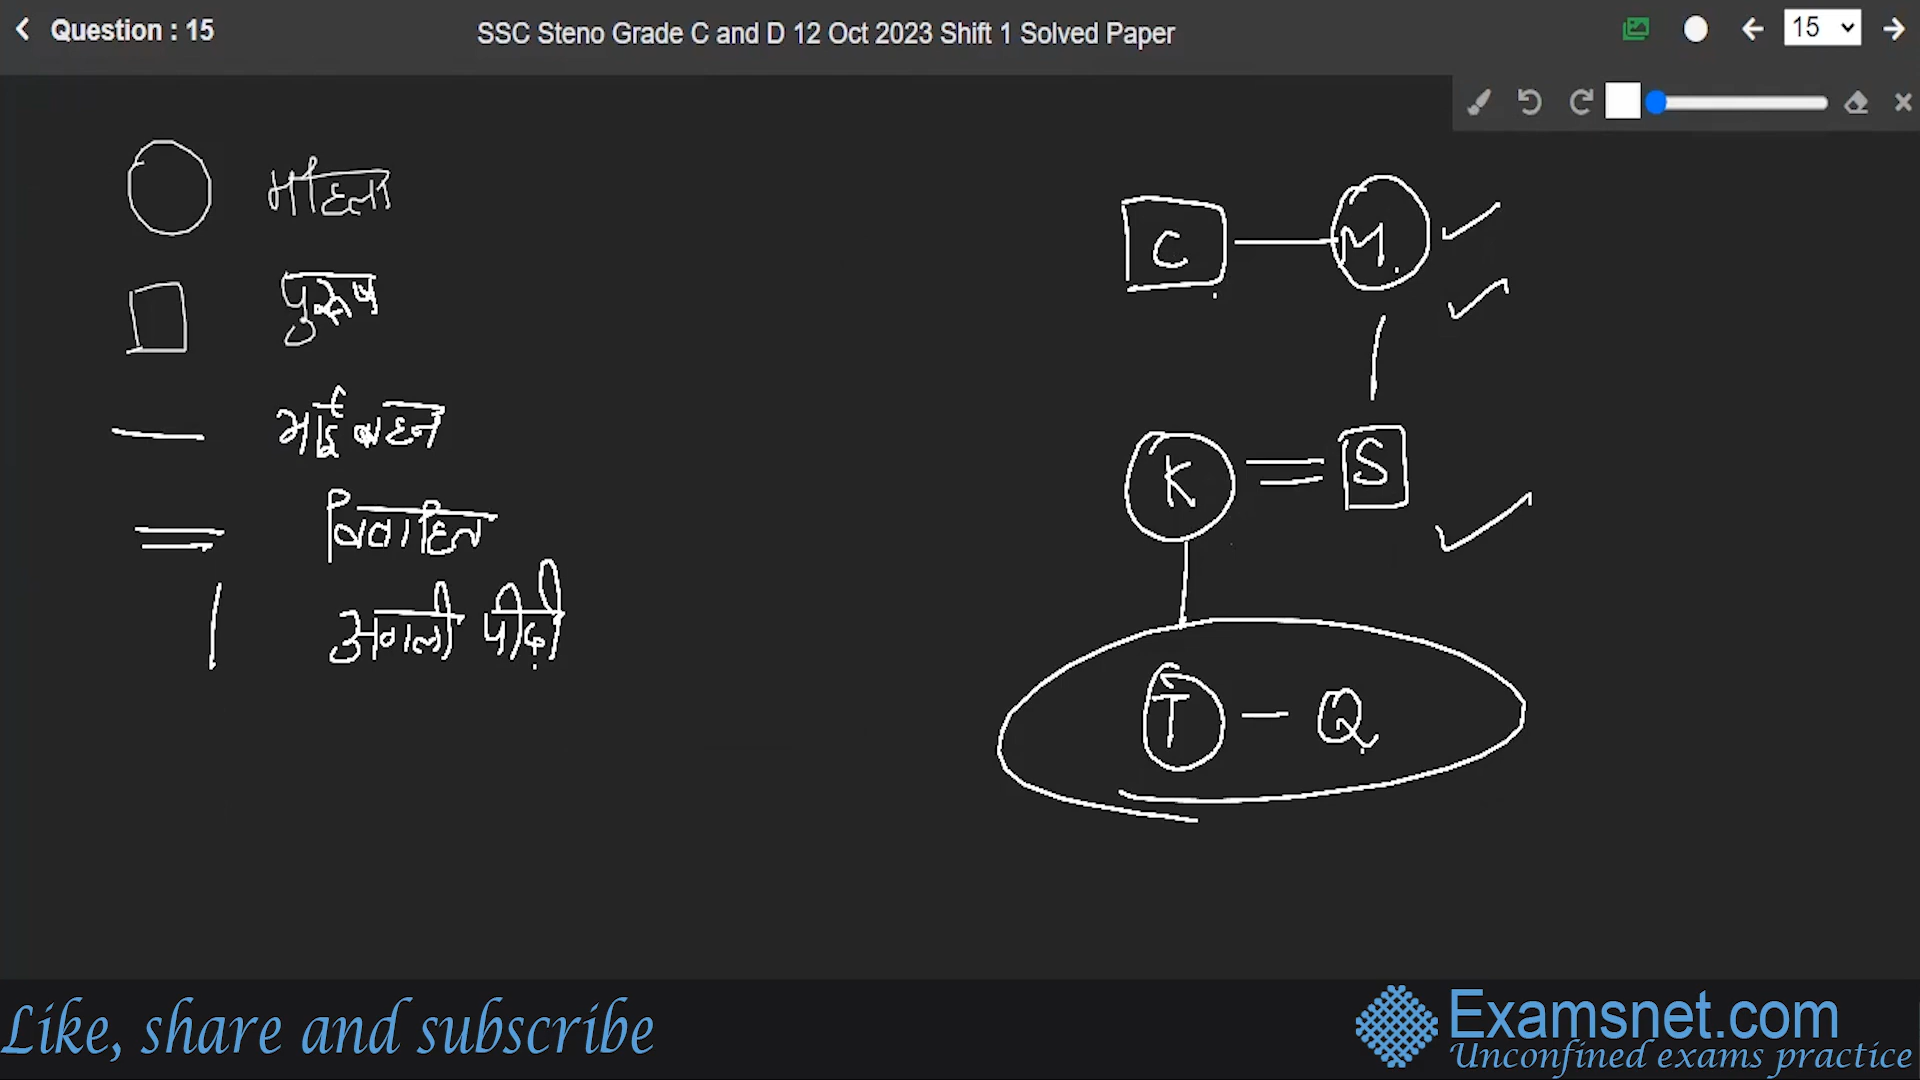 Question : 15
SSC Steno Grade C and D 12 Oct 2023 Shift 1 Solved Paper
15
महिला
पुरुष
भाई बहन
विवाहित
अगली पीढ़ी
C
M
K
S
T
Q
Like, share and subscribe
Examsnet.com
Unconfined exams practice